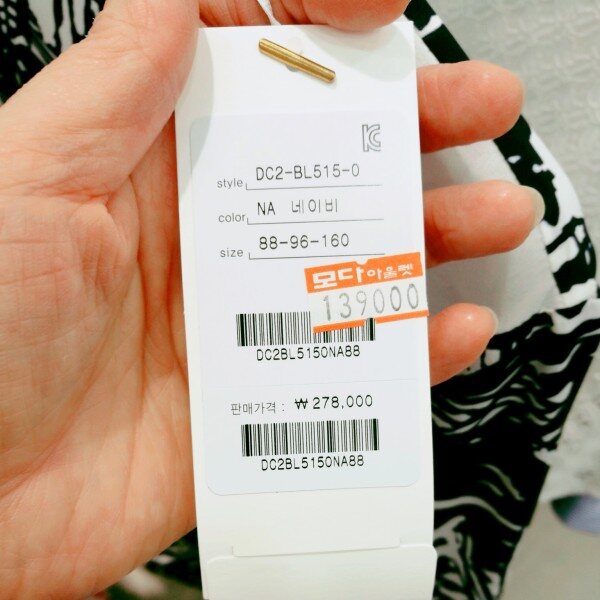 KC
style DC2-BL515-0
color NA 네이비
size 88-96-160
모다아울렛
139000
DC2BL5150NA88
판매가격 : ₩278,000
DC2BL5150NA88